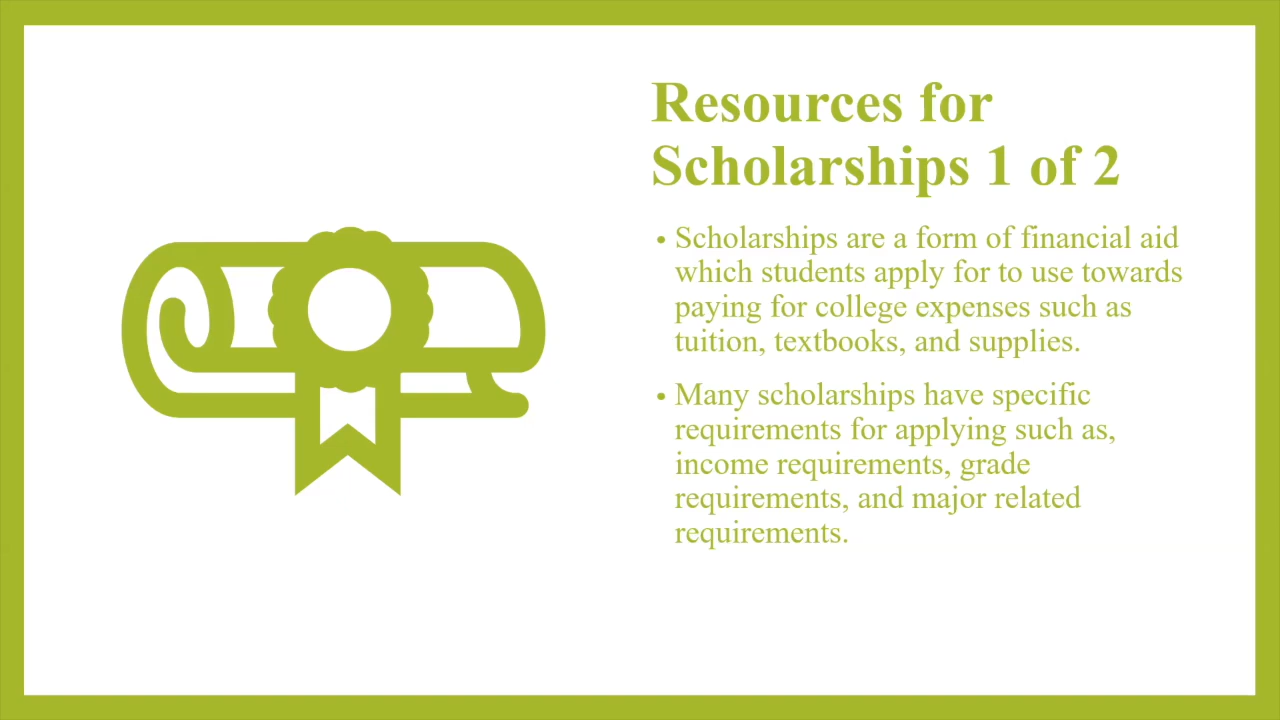 Resources for
Scholarships 1 of 2
• Scholarships are a form of financial aid
which students apply for to use towards
paying for college expenses such as
tuition, textbooks, and supplies.
• Many scholarships have specific
requirements for applying such as,
income requirements, grade
requirements, and major related
requirements.